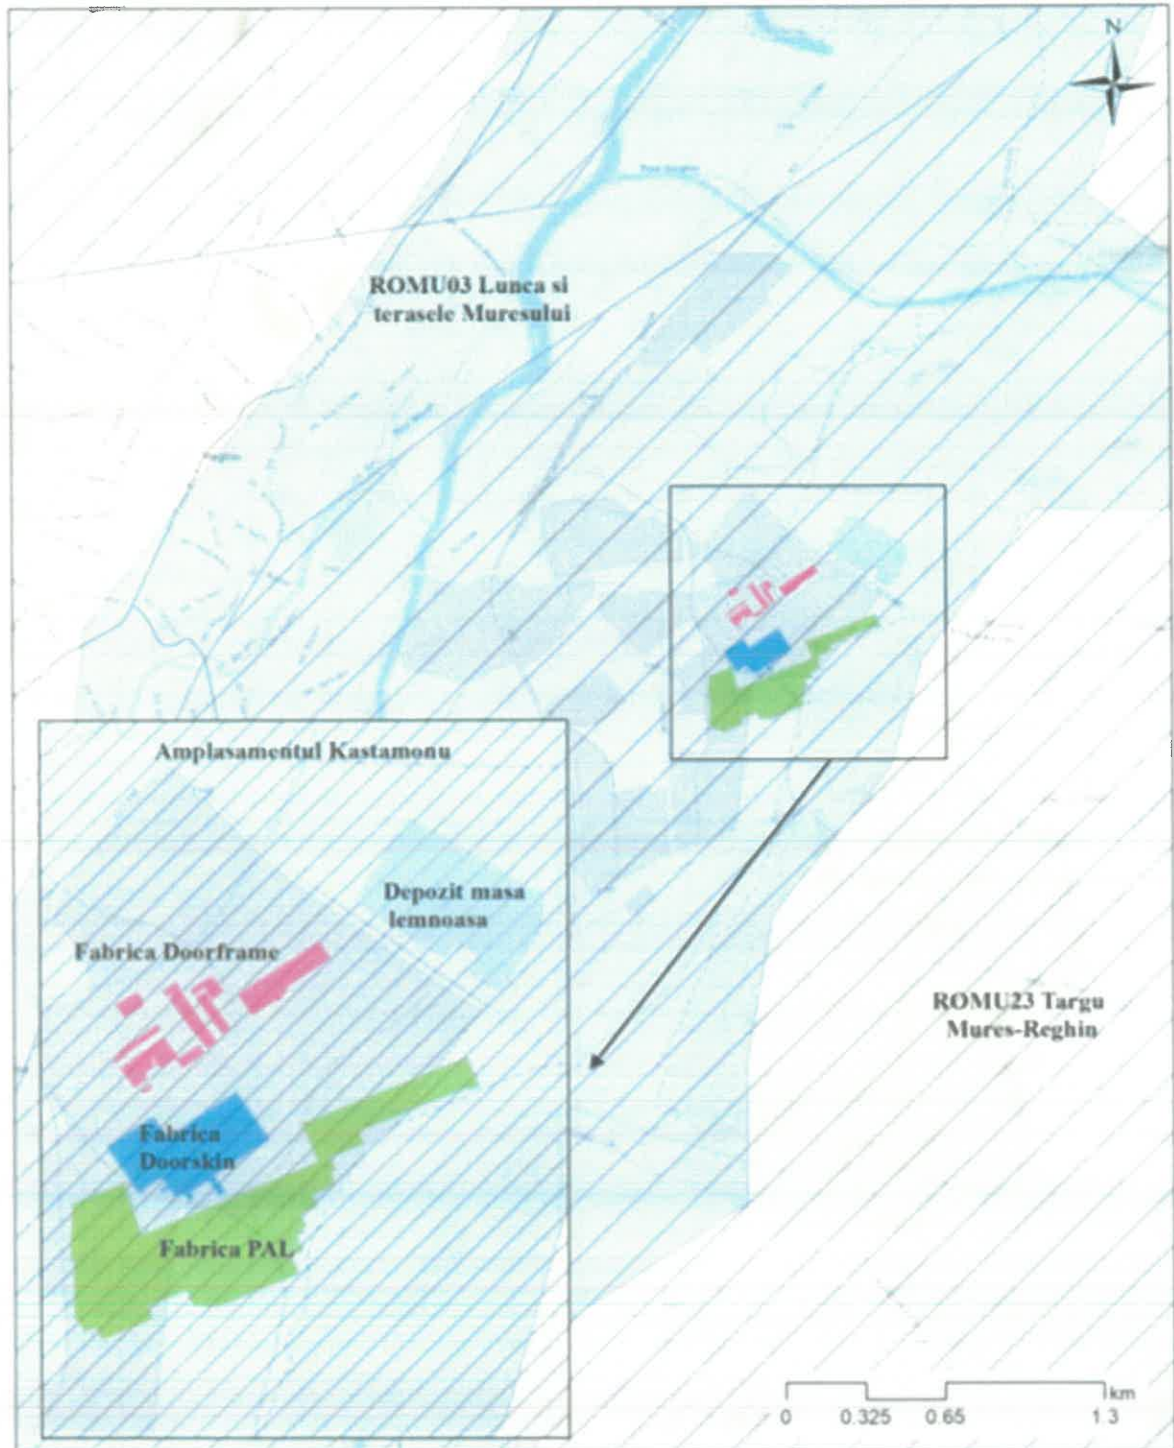 N
ROMU03 Lunca si
terasele Muresului
Reghin
Amplasamentul Kastamonu
Depozit masa
lemnoasa
Fabrica Doorframe
Fabrica
Doorskin
Fabrica PAL
ROMU23 Targu
Mures-Reghin
km
0 0.325 0.65 1.3